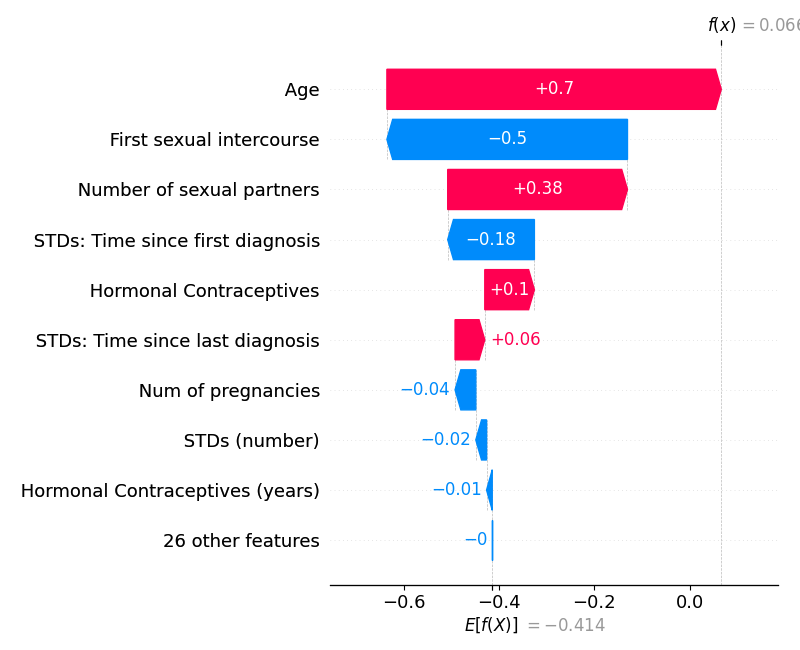 f(x) = 0.066
Age +0.7
First sexual intercourse −0.5
Number of sexual partners +0.38
STDs: Time since first diagnosis −0.18
Hormonal Contraceptives +0.1
STDs: Time since last diagnosis +0.06
Num of pregnancies −0.04
STDs (number) −0.02
Hormonal Contraceptives (years) −0.01
26 other features −0
−0.6 −0.4 −0.2 0.0
E[f(X)] = −0.414